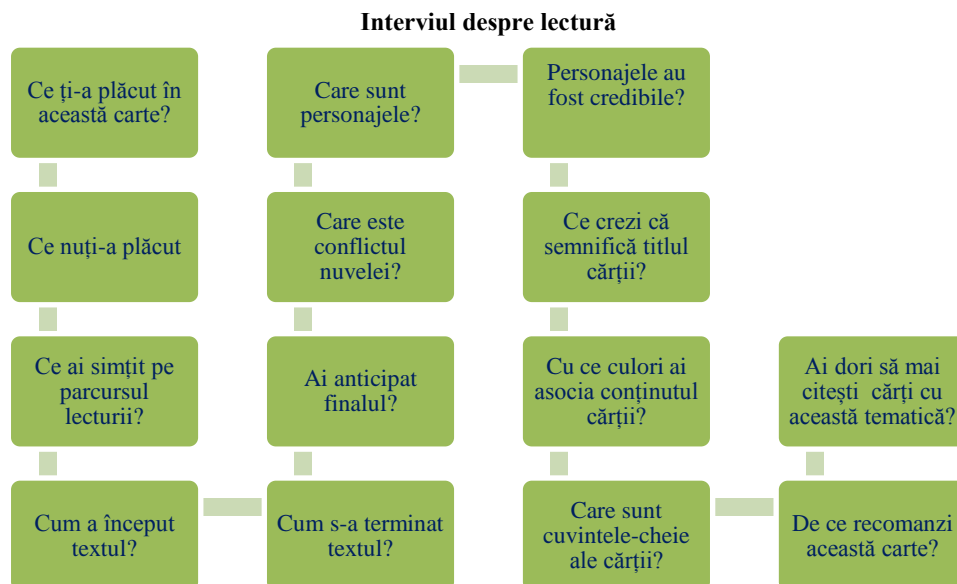 Interviul despre lectură
Ce ți-a plăcut în
această carte?
Ce nuți-a plăcut
Ce ai simțit pe
parcursul
lecturii?
Cum a început
textul?
Cum s-a terminat
textul?
Ai anticipat
finalul?
Care este
conflictul
nuvelei?
Care sunt
personajele?
Personajele au
fost credibile?
Ce crezi că
semnifică titlul
cărții?
Cu ce culori ai
asocia conținutul
cărții?
Care sunt
cuvintele-cheie
ale cărții?
De ce recomanzi
această carte?
Ai dori să mai
citești cărți cu
această tematică?